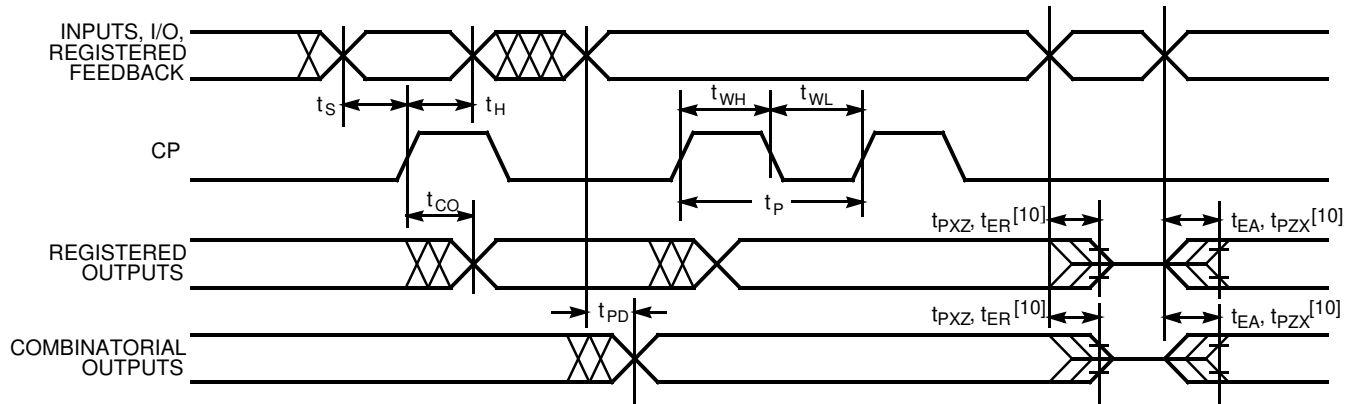 INPUTS, I/O,
REGISTERED
FEEDBACK
tS
tH
tWH
tWL
CP
tCO
tP
tPXZ, tER[10]
tEA, tPZX[10]
REGISTERED
OUTPUTS
tPD
tPXZ, tER[10]
tEA, tPZX[10]
COMBINATORIAL
OUTPUTS